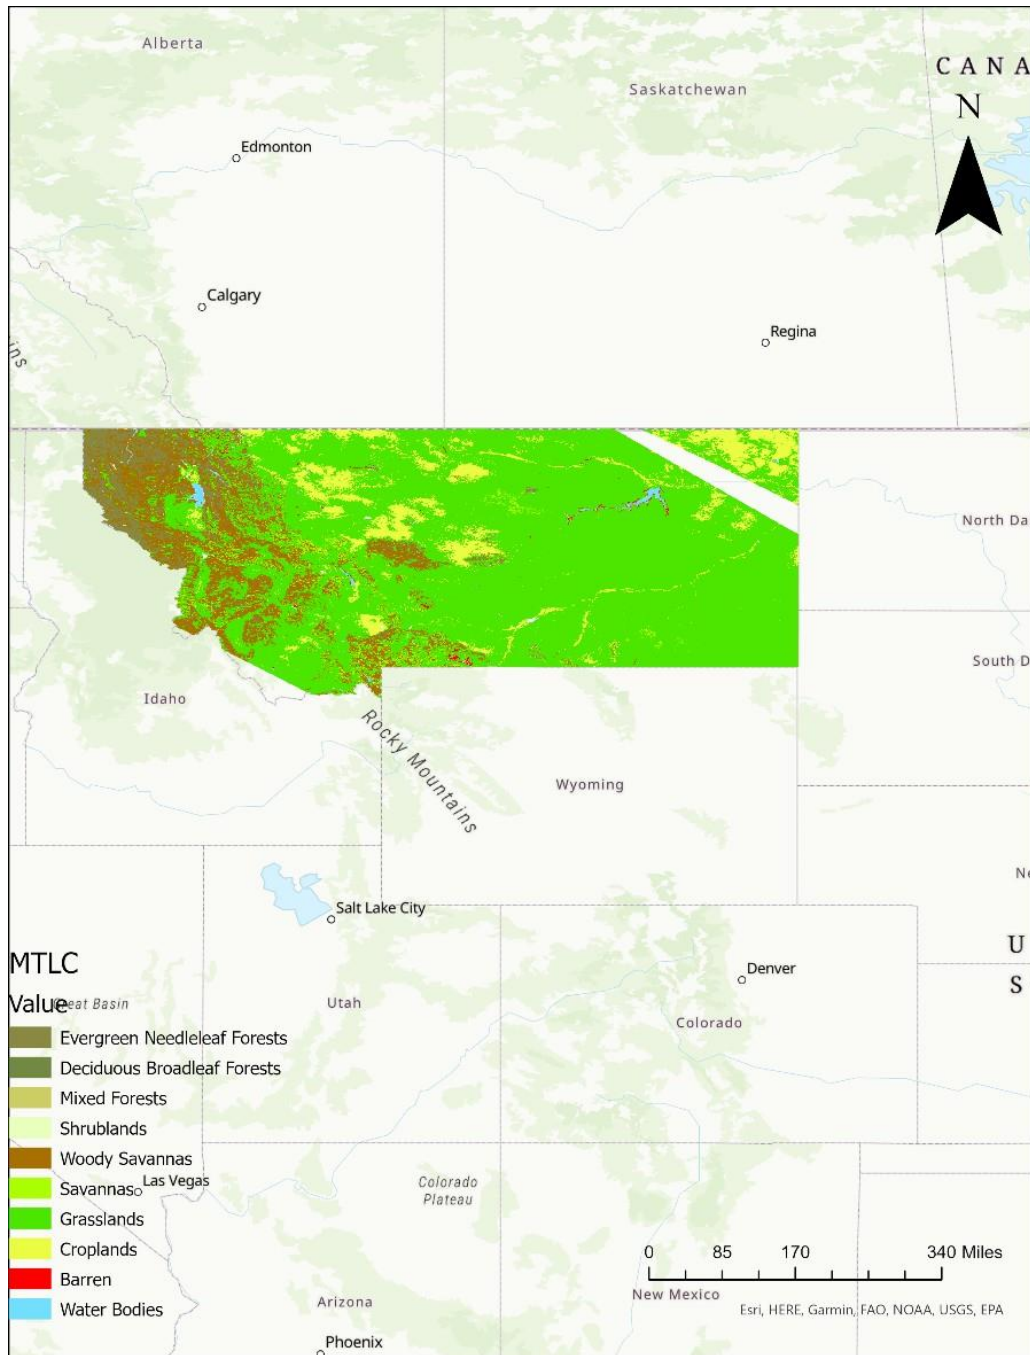 Alberta
CANA
Saskatchewan
N
Edmonton
Calgary
Regina
ins
North Da
South D
Idaho
Rocky Mountains
Wyoming
Ne
Salt Lake City
U
MTLC
Denver
S
Value
Great Basin
Utah
Colorado
Evergreen Needleleaf Forests
Deciduous Broadleaf Forests
Mixed Forests
Shrublands
Woody Savannas
Savannas
Las Vegas
Colorado
Plateau
Grasslands
Croplands
0 85 170 340 Miles
Barren
New Mexico
Water Bodies
Arizona
Esri, HERE, Garmin, FAO, NOAA, USGS, EPA
Phoenix